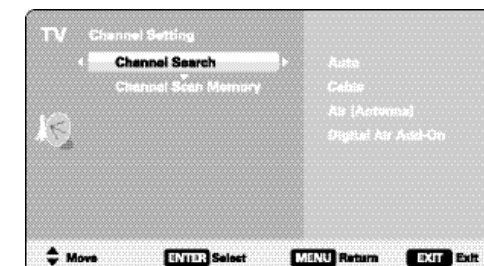 TV Channel Setting
Channel Search
Channel Scan Memory
Auto
Cable
Air [Antenna]
Digital Air Add-On
Move ENTER Select MENU Return EXIT Exit